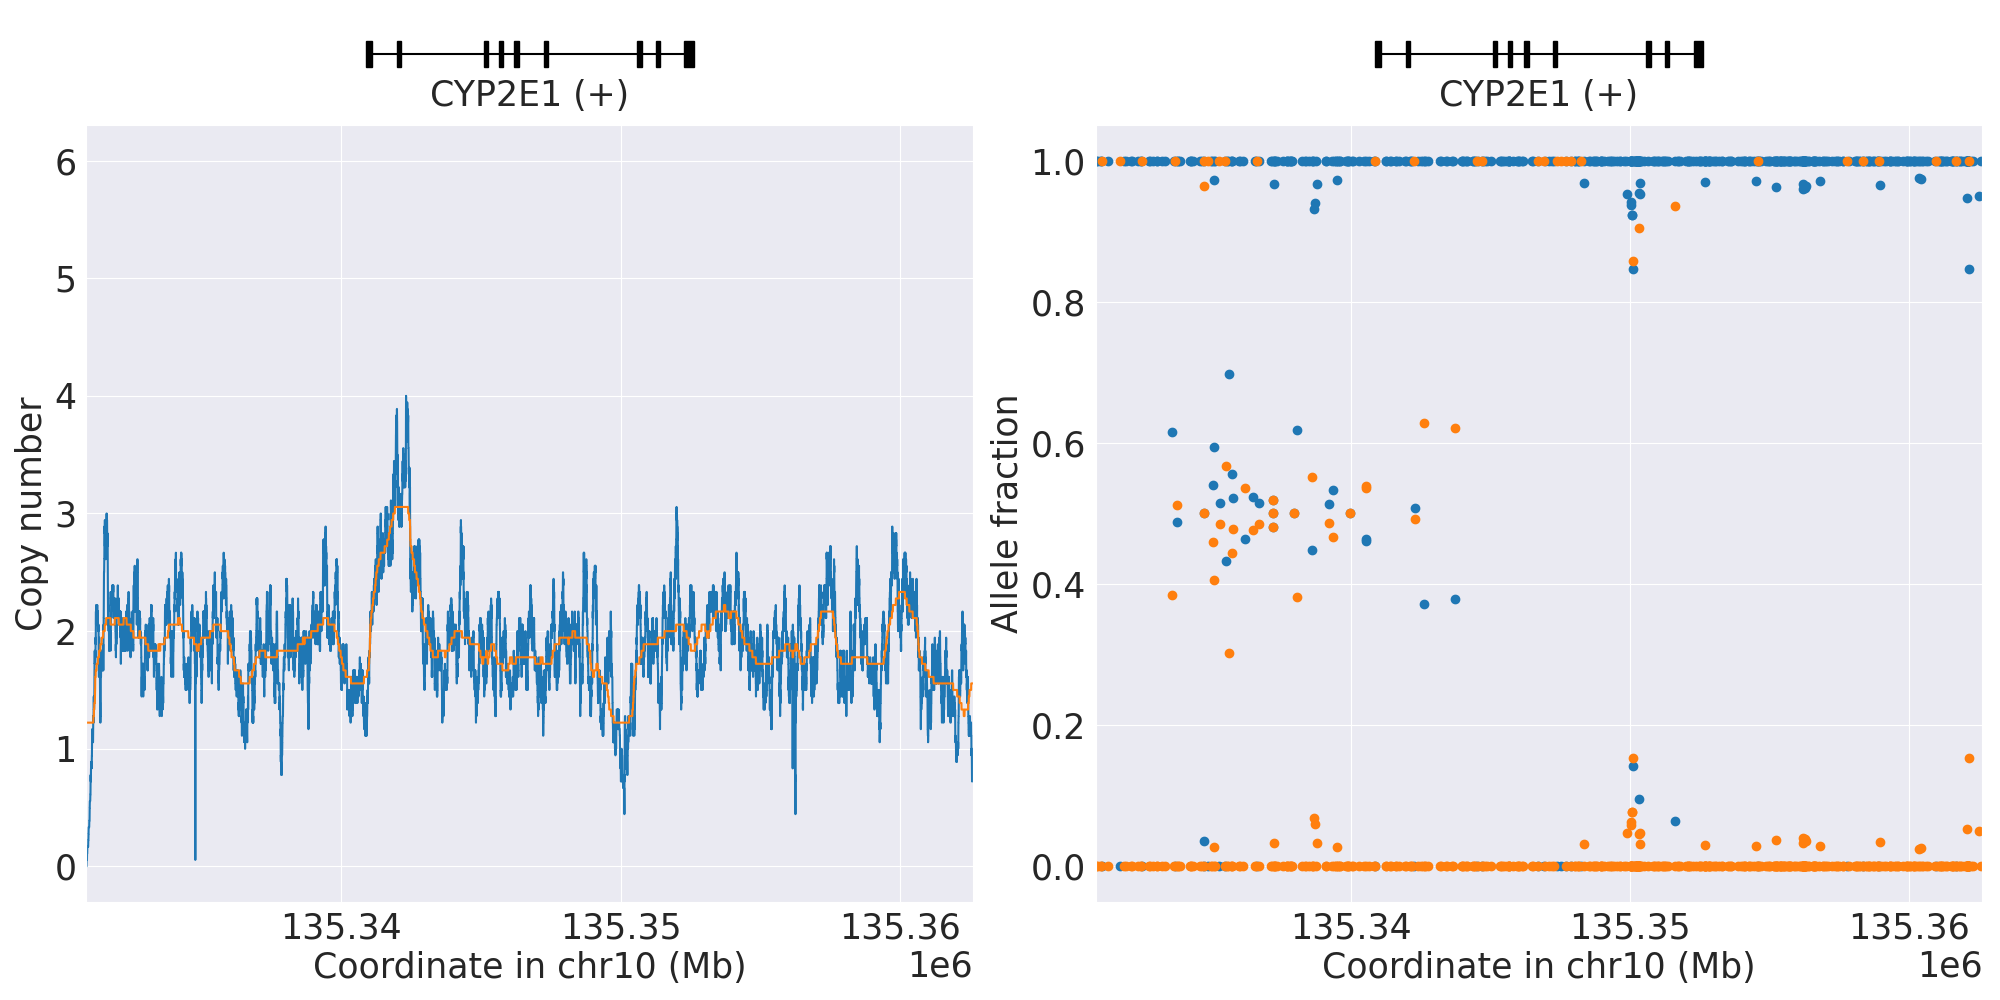 CYP2E1 (+)
6
5
4
3
2
1
0
Copy number
135.34 135.35 135.36
Coordinate in chr10 (Mb)
1e6
CYP2E1 (+)
1.0
0.8
0.6
0.4
0.2
0.0
Allele fraction
135.34 135.35 135.36
Coordinate in chr10 (Mb)
1e6